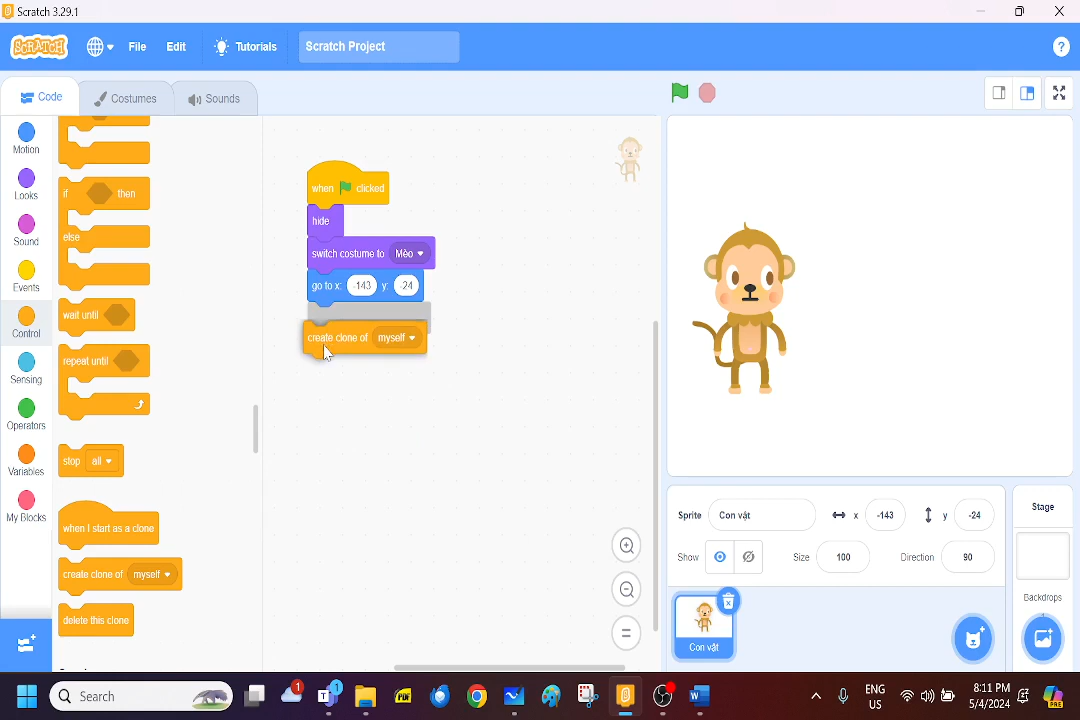 Scratch 3.29.1
SCRATCH File Edit Tutorials Scratch Project ?
Code Costumes Sounds
Motion
Looks
Sound
Events
Control
Sensing
Operators
Variables
My Blocks
if then
else
wait until
repeat until
stop all
when I start as a clone
create clone of myself
delete this clone
when clicked
hide
switch costume to Mèo
go to x: -143 y: -24
create clone of myself
Sprite Con vật x -143 y -24
Show Size 100 Direction 90
Con vật
Stage
Backdrops
Search
1
1
PDF
W
ENG
US
8:11 PM
5/4/2024
PRE